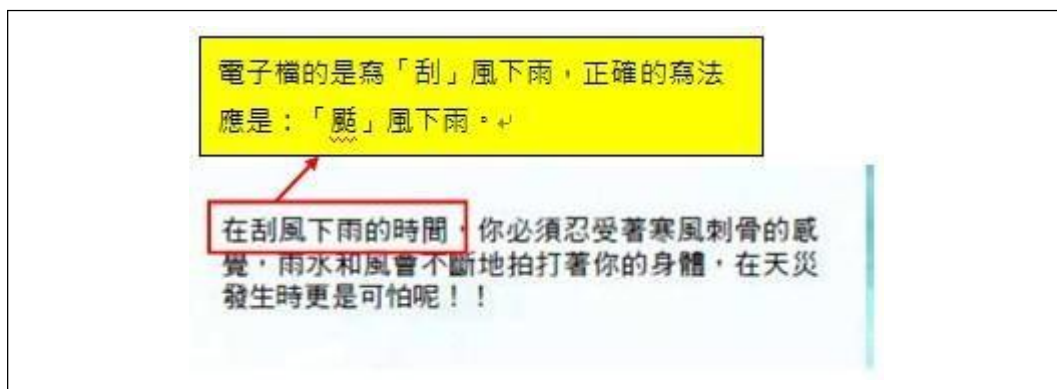 電子檔的是寫「刮」風下雨，正確的寫法
應是：「颳」風下雨。↵
在刮風下雨的時間，你必須忍受著寒風刺骨的感
覺，雨水和風會不斷地拍打著你的身體，在天災
發生時更是可怕呢！！